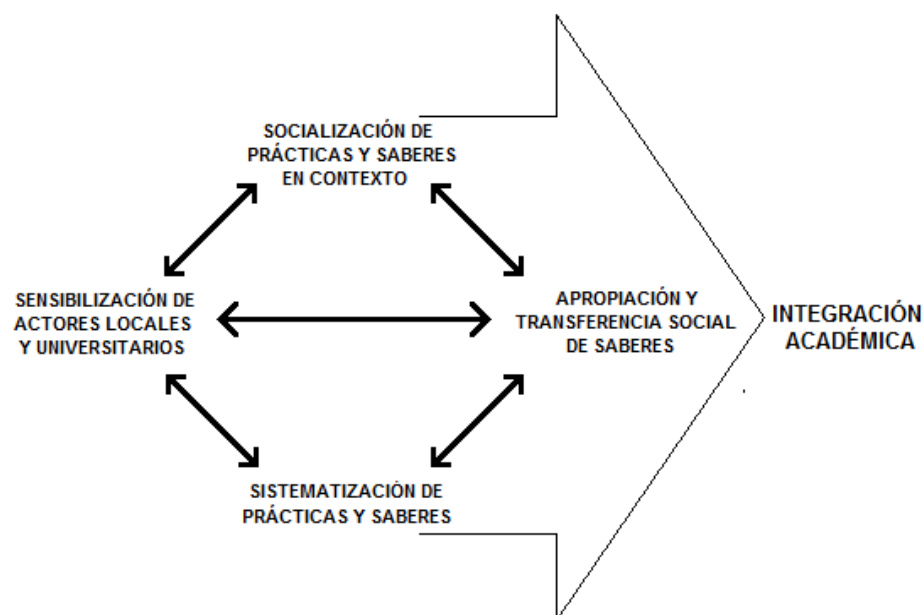 SOCIALIZACIÓN DE
PRÁCTICAS Y SABERES
EN CONTEXTO
SENSIBILIZACIÓN DE
ACTORES LOCALES
Y UNIVERSITARIOS
APROPIACIÓN Y
TRANSFERENCIA SOCIAL
DE SABERES
INTEGRACIÓN
ACADÉMICA
SISTEMATIZACIÓN DE
PRÁCTICAS Y SABERES